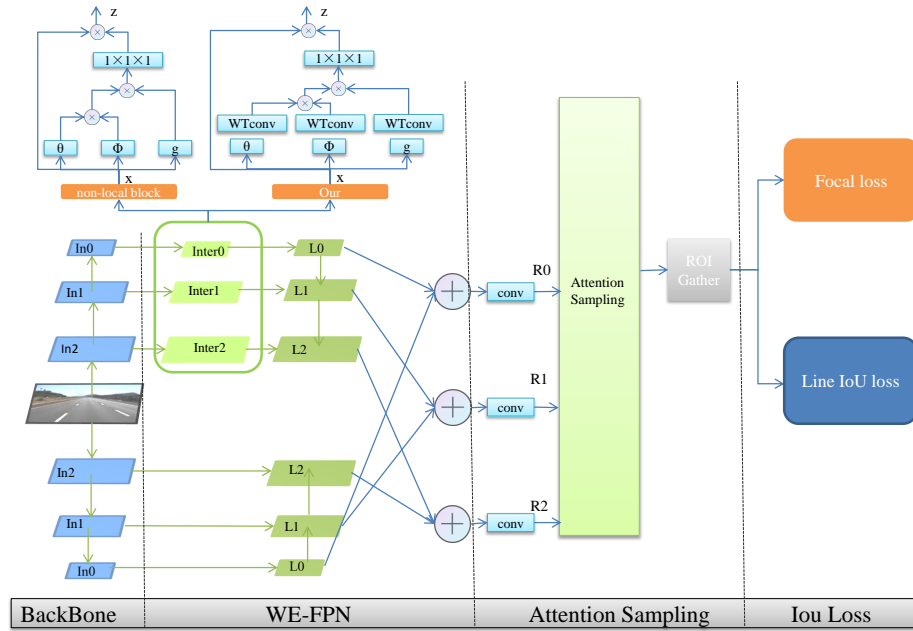 z
z
1×1×1
1×1×1
WTconv
WTconv
WTconv
θ
Φ
g
θ
Φ
g
x
x
non-local block
Our
In0
Inter0
L0
In1
Inter1
L1
In2
Inter2
L2
In2
L2
In1
L1
In0
L0
R0
conv
R1
conv
R2
conv
Attention
Sampling
ROI
Gather
Focal loss
Line IoU loss
BackBone
WE-FPN
Attention Sampling
Iou Loss